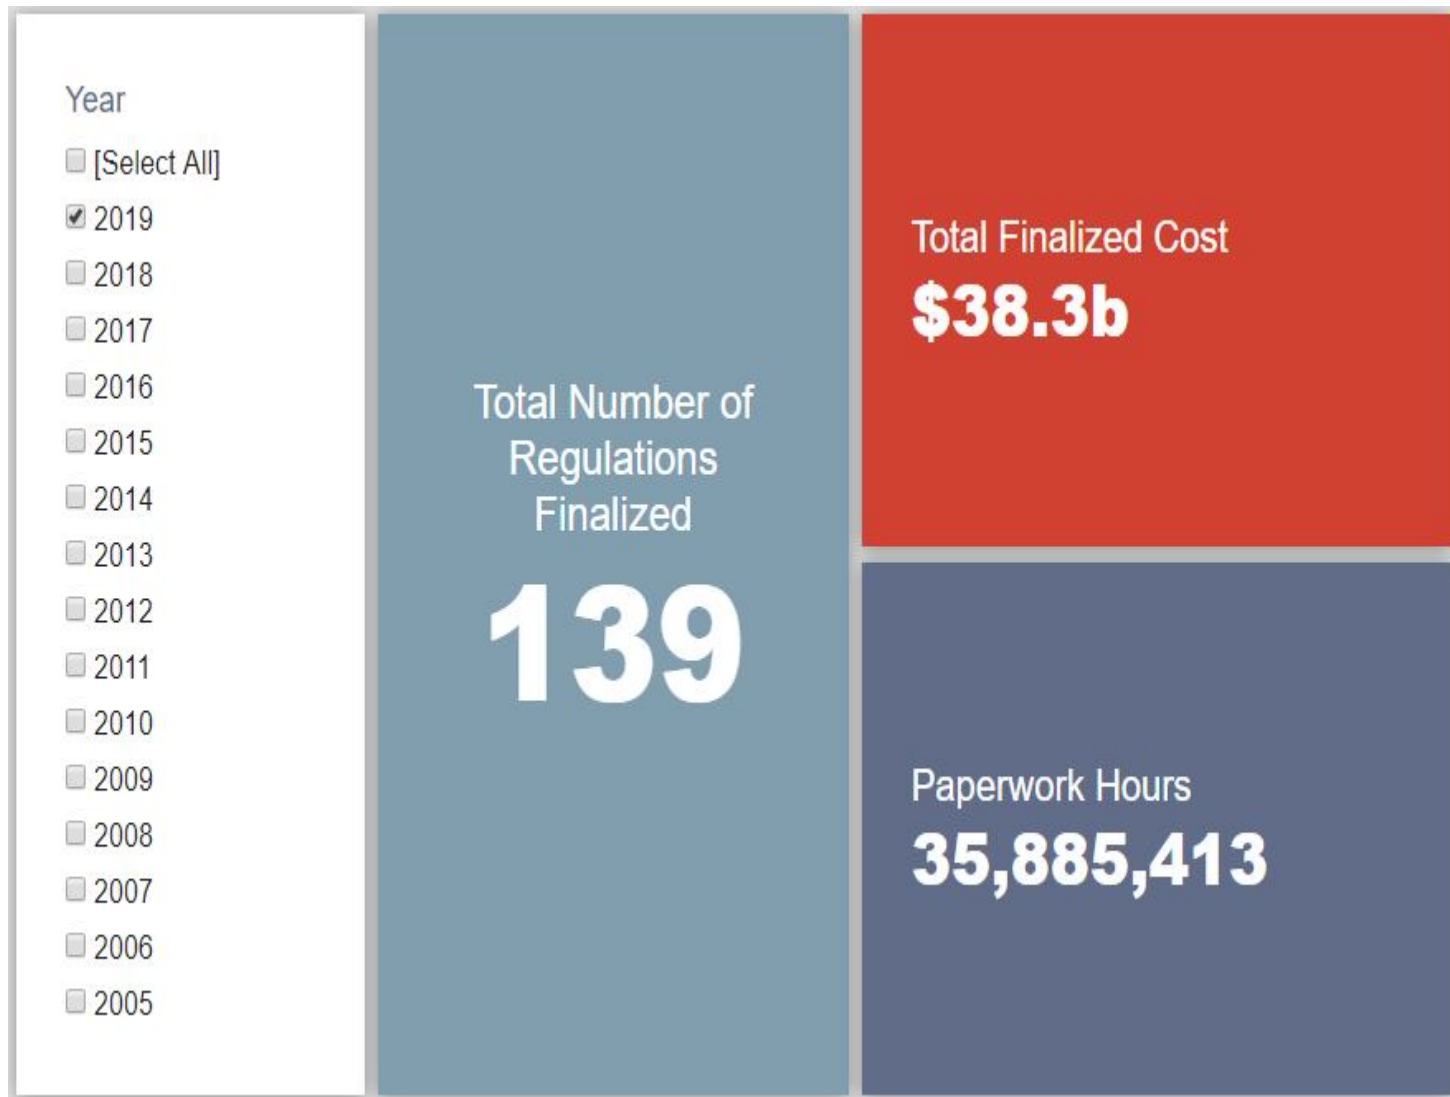 Year
[Select All]
2019
2018
2017
2016
2015
2014
2013
2012
2011
2010
2009
2008
2007
2006
2005
Total Number of
Regulations
Finalized
139
Total Finalized Cost
$38.3b
Paperwork Hours
35,885,413